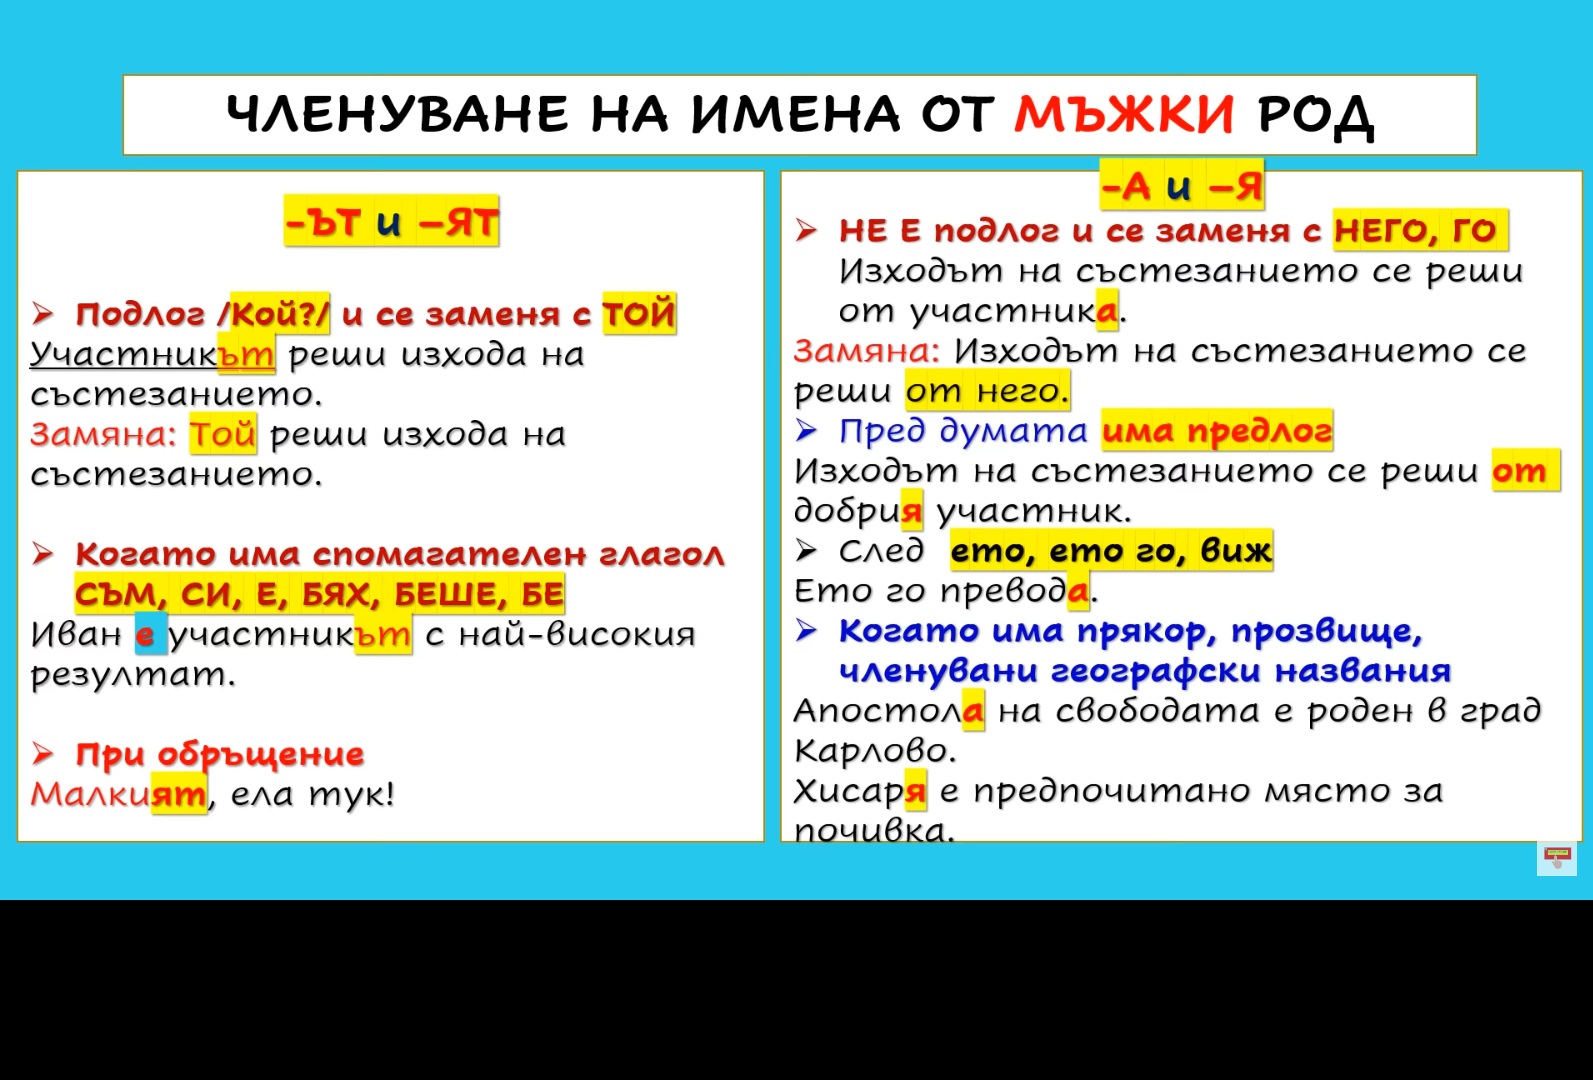 ЧЛЕНУВАНЕ НА ИМЕНА ОТ МЪЖКИ РОД
-ЪТ и –ЯТ
Подлог /Кой?/ и се заменя с ТОЙ
Участникът реши изхода на
състезанието.
Замяна: Той реши изхода на
състезанието.
Когато има спомагателен глагол
СЪМ, СИ, Е, БЯХ, БЕШЕ, БЕ
Иван е участникът с най-високия
резултат.
При обръщение
Малкият, ела тук!
-А и –Я
НЕ Е подлог и се заменя с НЕГО, ГО
Изходът на състезанието се реши
от участника.
Замяна: Изходът на състезанието се
реши от него.
Пред думата има предлог
Изходът на състезанието се реши от
добрия участник.
След ето, ето го, виж
Ето го превода.
Когато има прякор, прозвище,
членувани географски названия
Апостола на свободата е роден в град
Карлово.
Хисаря е предпочитано място за
почивка.